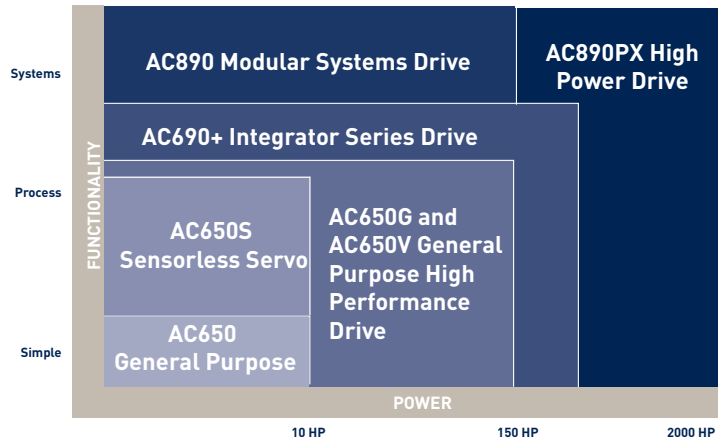 Systems
AC890 Modular Systems Drive
AC890PX High
Power Drive
AC690+ Integrator Series Drive
FUNCTIONALITY
Process
AC650S
Sensorless Servo
AC650G and
AC650V General
Purpose High
Performance
Drive
Simple
AC650
General Purpose
POWER
10 HP
150 HP
2000 HP